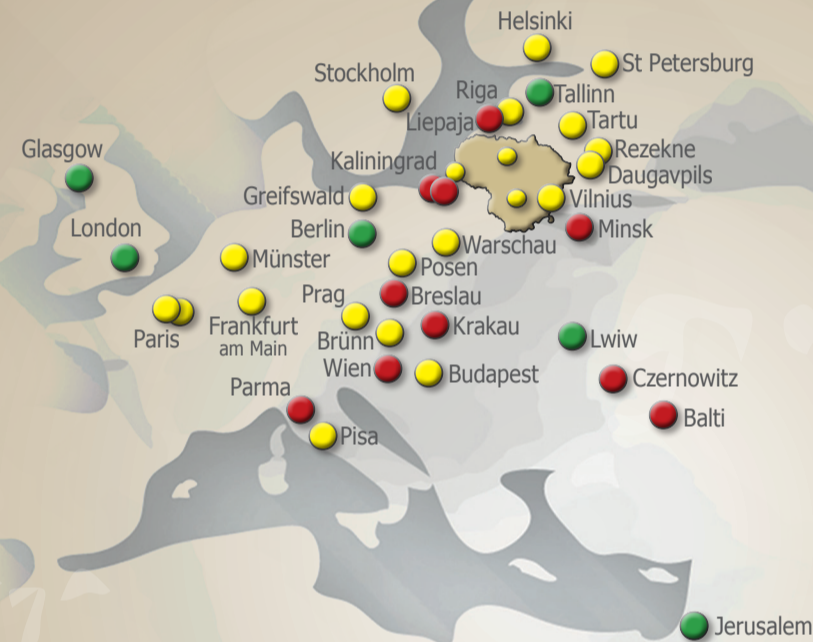 Helsinki
St Petersburg
Stockholm
Riga
Tallinn
Liepaja
Tartu
Glasgow
Rezekne
Kaliningrad
Daugavpils
Greifswald
Vilnius
London
Berlin
Minsk
Warschau
Münster
Posen
Prag
Breslau
Paris
Frankfurt
am Main
Brünn
Krakau
Lwiw
Wien
Budapest
Czernowitz
Parma
Balti
Pisa
Jerusalem